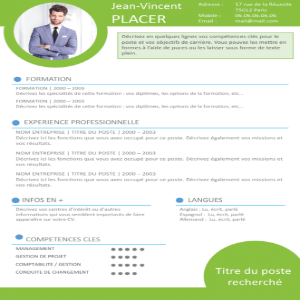 Jean-Vincent
PLACER
Adresse : 17 rue de la Réussite
75012 Paris
Mobile : 06.06.06.06.06
Email : mail@mail.com
Décrivez en quelques lignes vos compétences clés pour le
poste et vos objectifs de carrière. Vous pouvez les mettre en
formes à l'aide de puces ou les laisser sous forme de texte
plein.
FORMATION
FORMATION | 2000 – 2003
Décrivez les spécialités de cette formation : vos diplômes, les options de la formation, etc.
FORMATION | 2000 – 2003
Décrivez les spécialités de cette formation : vos diplômes, les options de la formation, etc.
EXPERIENCE PROFESSIONNELLE
NOM ENTREPRISE | TITRE DU POSTE | 2000 – 2003
Décrivez ici les fonctions que vous avez occupé pour ce poste. Décrivez également vos missions et
vos résultats.
NOM ENTREPRISE | TITRE DU POSTE | 2000 – 2003
Décrivez ici les fonctions que vous avez occupé pour ce poste. Décrivez également vos missions et
vos résultats.
NOM ENTREPRISE | TITRE DU POSTE | 2000 – 2003
Décrivez ici les fonctions que vous avez occupé pour ce poste. Décrivez également vos missions et
vos résultats.
INFOS EN +
Décrivez vos centres d'intérêt ou d'autres
informations qui vous semblent importants de faire
apparaître sur votre CV.
LANGUES
Anglais : Lu, écrit, parlé
Espagnol : Lu, écrit, parlé
Allemand : Lu, écrit, parlé
COMPETENCES CLES
MANAGEMENT
GESTION DE PROJET
COMPTABILITÉ / GESTION
CONDUITE DE CHANGEMENT
Titre du poste
recherché